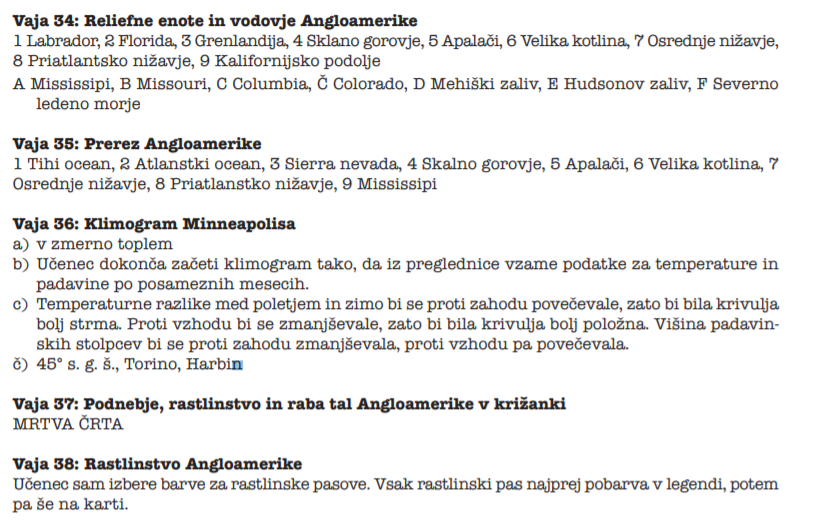 Vaja 34: Reliefne enote in vodovje Angloamerike
1 Labrador, 2 Florida, 3 Grenlandija, 4 Sklano gorovje, 5 Apalači, 6 Velika kotlina, 7 Osrednje nižavje,
8 Priatlantsko nižavje, 9 Kalifornijsko podolje
A Mississipi, B Missouri, C Columbia, Č Colorado, D Mehiški zaliv, E Hudsonov zaliv, F Severno
ledeno morje
Vaja 35: Prerez Angloamerike
1 Tihi ocean, 2 Atlanstki ocean, 3 Sierra nevada, 4 Skalno gorovje, 5 Apalači, 6 Velika kotlina, 7
Osrednje nižavje, 8 Priatlanstko nižavje, 9 Mississipi
Vaja 36: Klimogram Minneapolisa
a) v zmerno toplem
b) Učenec dokonča začeti klimogram tako, da iz preglednice vzame podatke za temperature in
padavine po posameznih mesecih.
c) Temperaturne razlike med poletjem in zimo bi se proti zahodu povečevale, zato bi bila krivulja
bolj strma. Proti vzhodu bi se zmanjševale, zato bi bila krivulja bolj položna. Višina padavin-
skih stolpcev bi se proti zahodu zmanjševala, proti vzhodu pa povečevala.
č) 45° s. g. š., Torino, Harbin
Vaja 37: Podnebje, rastlinstvo in raba tal Angloamerike v križanki
MRTVA ČRTA
Vaja 38: Rastlinstvo Angloamerike
Učenec sam izbere barve za rastlinske pasove. Vsak rastlinski pas najprej pobarva v legendi, potem
pa še na karti.